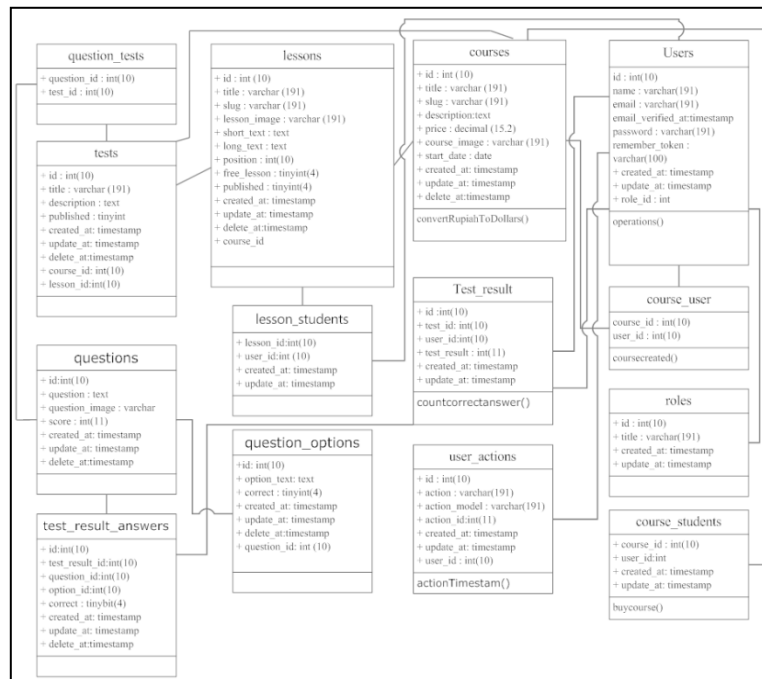 question_tests
+ question_id : int(10)
+ test_id : int(10)
tests
+ id : int(10)
+ title : varchar (191)
+ description : text
+ published : tinyint
+ created_at: timestamp
+ update_at: timestamp
+ delete_at:timestamp
+ course_id: int(10)
+ lesson_id:int(10)
questions
+ id:int(10)
+ question : text
+ question_image : varchar
+ score : int(11)
+ created_at: timestamp
+ update_at: timestamp
+ delete_at:timestamp
test_result_answers
+ id:int(10)
+ test_result_id:int(10)
+ question_id:int(10)
+ option_id:int(10)
+ correct : tinybit(4)
+ created_at: timestamp
+ update_at: timestamp
+ delete_at:timestamp
lessons
+ id : int (10)
+ title : varchar (191)
+ slug : varchar (191)
+ lesson_image : varchar (191)
+ short_text : text
+ long_text : text
+ position : int(10)
+ free_lesson : tinyint(4)
+ published : tinyint(4)
+ created_at: timestamp
+ update_at: timestamp
+ delete_at:timestamp
+ course_id
lesson_students
+ lesson_id:int(10)
+ user_id:int (10)
+ created_at: timestamp
+ update_at: timestamp
question_options
+id: int(10)
+ option_text: text
+ correct : tinyint(4)
+ created_at: timestamp
+ update_at: timestamp
+ delete_at:timestamp
+ question_id: int (10)
courses
+ id : int (10)
+ title : varchar (191)
+ slug : varchar (191)
+ description:text
+ price : decimal (15.2)
+ course_image : varchar (191)
+ start_date : date
+ created_at: timestamp
+ update_at: timestamp
+ delete_at:timestamp
convertRupiahToDollars()
Test_result
+ id :int(10)
+ test_id: int(10)
+ user_id:int(10)
+ test_result : int(11)
+ created_at: timestamp
+ update_at: timestamp
countcorrectanswer()
user_actions
+ id : int(10)
+ action : varchar(191)
+ action_model : varchar(191)
+ action_id:int(11)
+ created_at: timestamp
+ update_at: timestamp
+ user_id : int(10)
actionTimestam()
Users
id : int(10)
name : varchar(191)
email : varchar(191)
email_verified_at:timestamp
password : varchar(191)
remember_token :
varchar(100)
+ created_at: timestamp
+ update_at: timestamp
+ role_id : int
operations()
course_user
course_id : int(10)
user_id : int(10)
coursecreated()
roles
+ id : int(10)
+ title : varchar(191)
+ created_at: timestamp
+ update_at: timestamp
course_students
+ course_id : int(10)
+ user_id:int
+ created_at: timestamp
+ update_at: timestamp
buycourse()